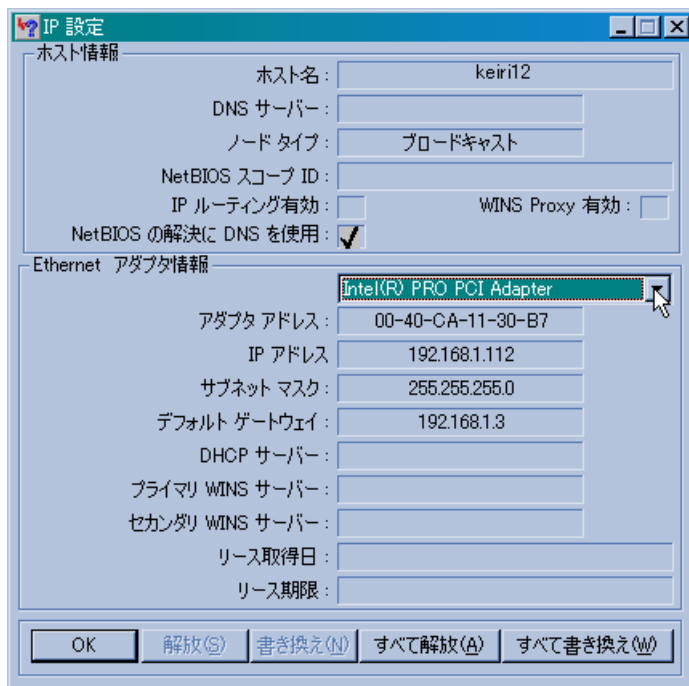 IP 設定
ホスト情報
ホスト名 : keiri12
DNS サーバー :
ノード タイプ : ブロードキャスト
NetBIOS スコープ ID :
IP ルーティング有効 : WINS Proxy 有効 :
NetBIOS の解決に DNS を使用 :
Ethernet アダプタ情報
Intel(R) PRO PCI Adapter
アダプタ アドレス : 00-40-CA-11-30-B7
IP アドレス 192.168.1.112
サブネット マスク : 255.255.255.0
デフォルト ゲートウェイ : 192.168.1.3
DHCP サーバー :
プライマリ WINS サーバー :
セカンダリ WINS サーバー :
リース取得日 :
リース期限 :
OK 解放(S) 書き換え(N) すべて解放(A) すべて書き換え(W)